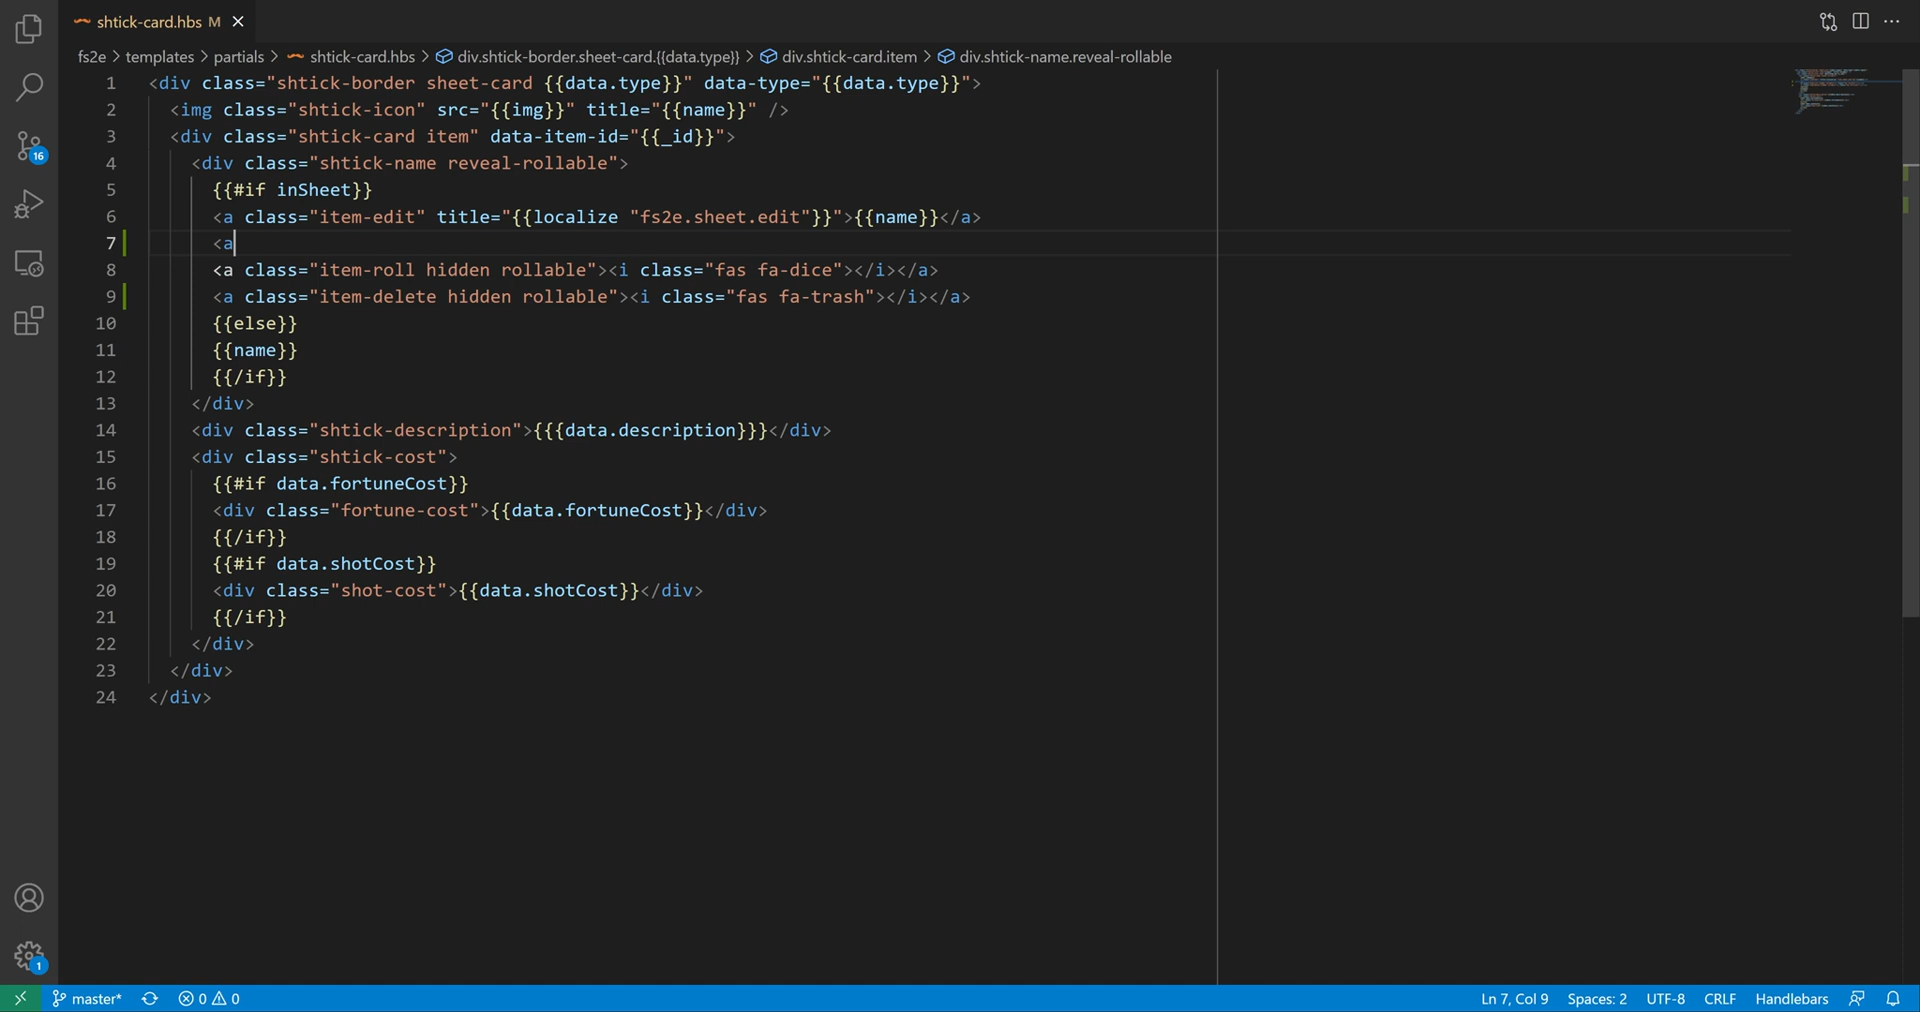 shtick-card.hbs M
fs2e > templates > partials > shtick-card.hbs > div.shtick-border.sheet-card.{{data.type}} > div.shtick-card.item > div.shtick-name.reveal-rollable
1 <div class="shtick-border sheet-card {{data.type}}" data-type="{{data.type}}">
2 <img class="shtick-icon" src="{{img}}" title="{{name}}" />
3 <div class="shtick-card item" data-item-id="{{_id}}">
4 <div class="shtick-name reveal-rollable">
5 {{#if inSheet}}
6 <a class="item-edit" title="{{localize "fs2e.sheet.edit"}}">{{name}}</a>
7 <a
8 <a class="item-roll hidden rollable"><i class="fas fa-dice"></i></a>
9 <a class="item-delete hidden rollable"><i class="fas fa-trash"></i></a>
10 {{else}}
11 {{name}}
12 {{/if}}
13 </div>
14 <div class="shtick-description">{{{data.description}}}</div>
15 <div class="shtick-cost">
16 {{#if data.fortuneCost}}
17 <div class="fortune-cost">{{data.fortuneCost}}</div>
18 {{/if}}
19 {{#if data.shotCost}}
20 <div class="shot-cost">{{data.shotCost}}</div>
21 {{/if}}
22 </div>
23 </div>
24 </div>
16
1
master* 0 0 Ln 7, Col 9 Spaces: 2 UTF-8 CRLF Handlebars